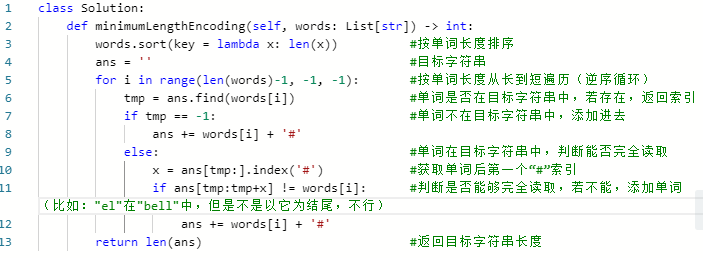 1 class Solution:
2 def minimumLengthEncoding(self, words: List[str]) -> int:
3 words.sort(key = lambda x: len(x)) #按单词长度排序
4 ans = '' #目标字符串
5 for i in range(len(words)-1, -1, -1): #按单词长度从长到短遍历（逆序循环）
6 tmp = ans.find(words[i]) #单词是否在目标字符串中，若存在，返回索引
7 if tmp == -1: #单词不在目标字符串中，添加进去
8 ans += words[i] + '#'
9 else: #单词在目标字符串中，判断能否完全读取
10 x = ans[tmp:].index('#') #获取单词后第一个“#”索引
11 if ans[tmp:tmp+x] != words[i]: #判断是否能够完全读取，若不能，添加单词
（比如："el"在"bell"中，但是不是以它为结尾，不行）
12 ans += words[i] + '#'
13 return len(ans) #返回目标字符串长度